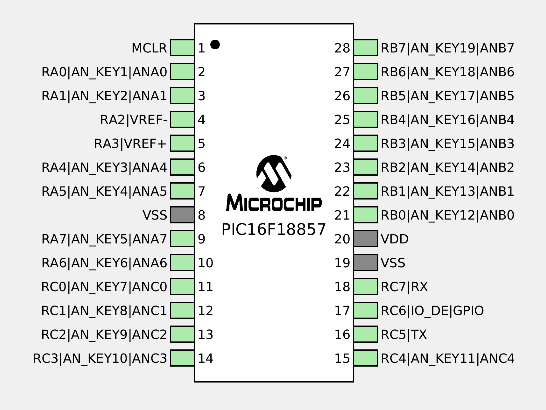 MCLR 1 28 RB7|AN_KEY19|ANB7
RA0|AN_KEY1|ANA0 2 27 RB6|AN_KEY18|ANB6
RA1|AN_KEY2|ANA1 3 26 RB5|AN_KEY17|ANB5
RA2|VREF- 4 25 RB4|AN_KEY16|ANB4
RA3|VREF+ 5 24 RB3|AN_KEY15|ANB3
RA4|AN_KEY3|ANA4 6 23 RB2|AN_KEY14|ANB2
RA5|AN_KEY4|ANA5 7 22 RB1|AN_KEY13|ANB1
MICROCHIP
VSS 8 21 RB0|AN_KEY12|ANB0
PIC16F18857
RA7|AN_KEY5|ANA7 9 20 VDD
RA6|AN_KEY6|ANA6 10 19 VSS
RC0|AN_KEY7|ANC0 11 18 RC7|RX
RC1|AN_KEY8|ANC1 12 17 RC6|IO_DE|GPIO
RC2|AN_KEY9|ANC2 13 16 RC5|TX
RC3|AN_KEY10|ANC3 14 15 RC4|AN_KEY11|ANC4